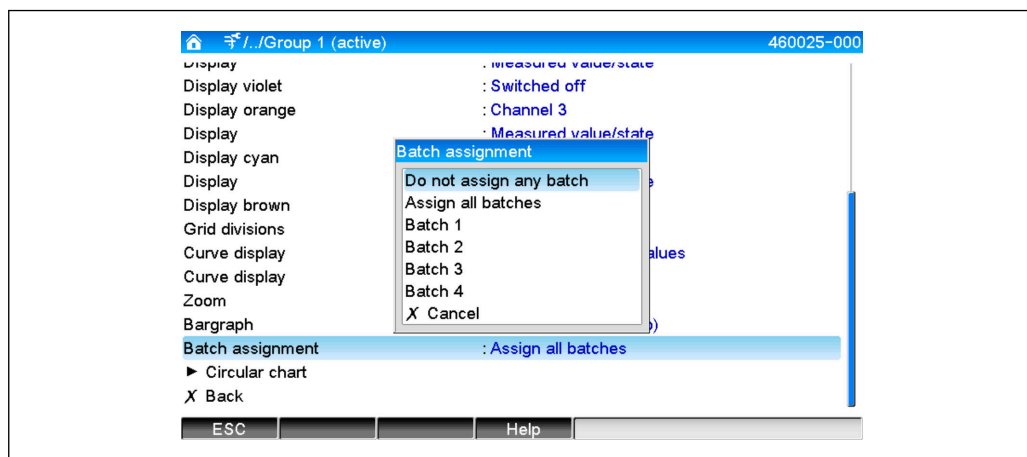 /../Group 1 (active) 460025-000
Display : Measured value/state
Display violet : Switched off
Display orange : Channel 3
Display : Measured value/state
Display cyan
Display
Display brown
Grid divisions
Curve display alues
Curve display
Zoom
Bargraph )
Batch assignment : Assign all batches
► Circular chart
X Back
Batch assignment
Do not assign any batch
Assign all batches
Batch 1
Batch 2
Batch 3
Batch 4
X Cancel
ESC Help